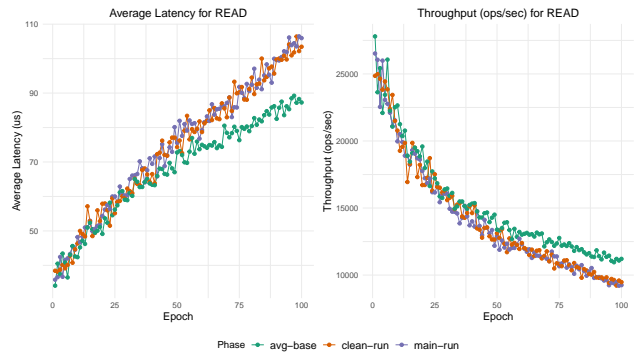 Average Latency for READ
Average Latency (us)
110
90
70
50
0
25
50
75
100
Epoch
Throughput (ops/sec) for READ
Throughput (ops/sec)
25000
20000
15000
10000
0
25
50
75
100
Epoch
Phase avg−base clean−run main−run